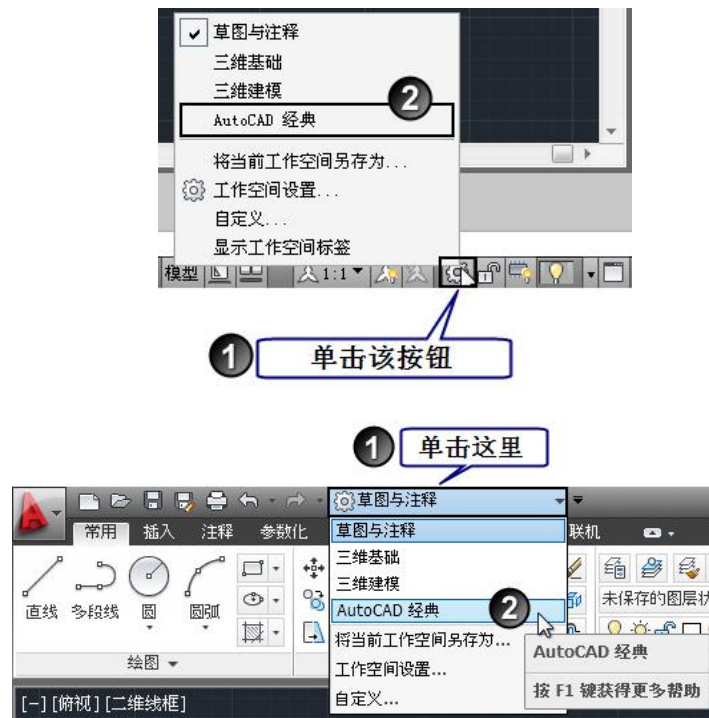 草图与注释
三维基础
三维建模
AutoCAD 经典
2
将当前工作空间另存为...
工作空间设置...
自定义...
显示工作空间标签
模型
1:1
1
单击该按钮
1
单击这里
草图与注释
常用 插入 注释 参数化
草图与注释
联机
三维基础
三维建模
AutoCAD 经典
2
直线 多段线 圆 圆弧
未保存的图层状
将当前工作空间另存为...
AutoCAD 经典
绘图
工作空间设置...
按 F1 键获得更多帮助
[-][俯视][二维线框]
自定义...